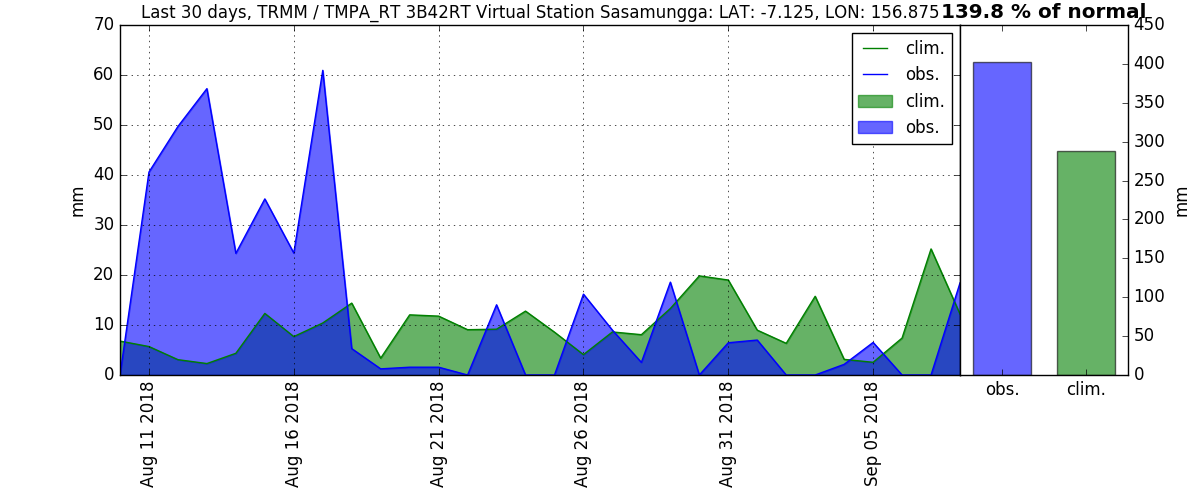 Last 30 days, TRMM / TMPA_RT 3B42RT Virtual Station Sasamungga: LAT: -7.125, LON: 156.875
139.8 % of normal
70
60
50
40
30
20
10
0
mm
Aug 11 2018
Aug 16 2018
Aug 21 2018
Aug 26 2018
Aug 31 2018
Sep 05 2018
clim.
obs.
clim.
obs.
450
400
350
300
250
200
150
100
50
0
mm
obs.
clim.